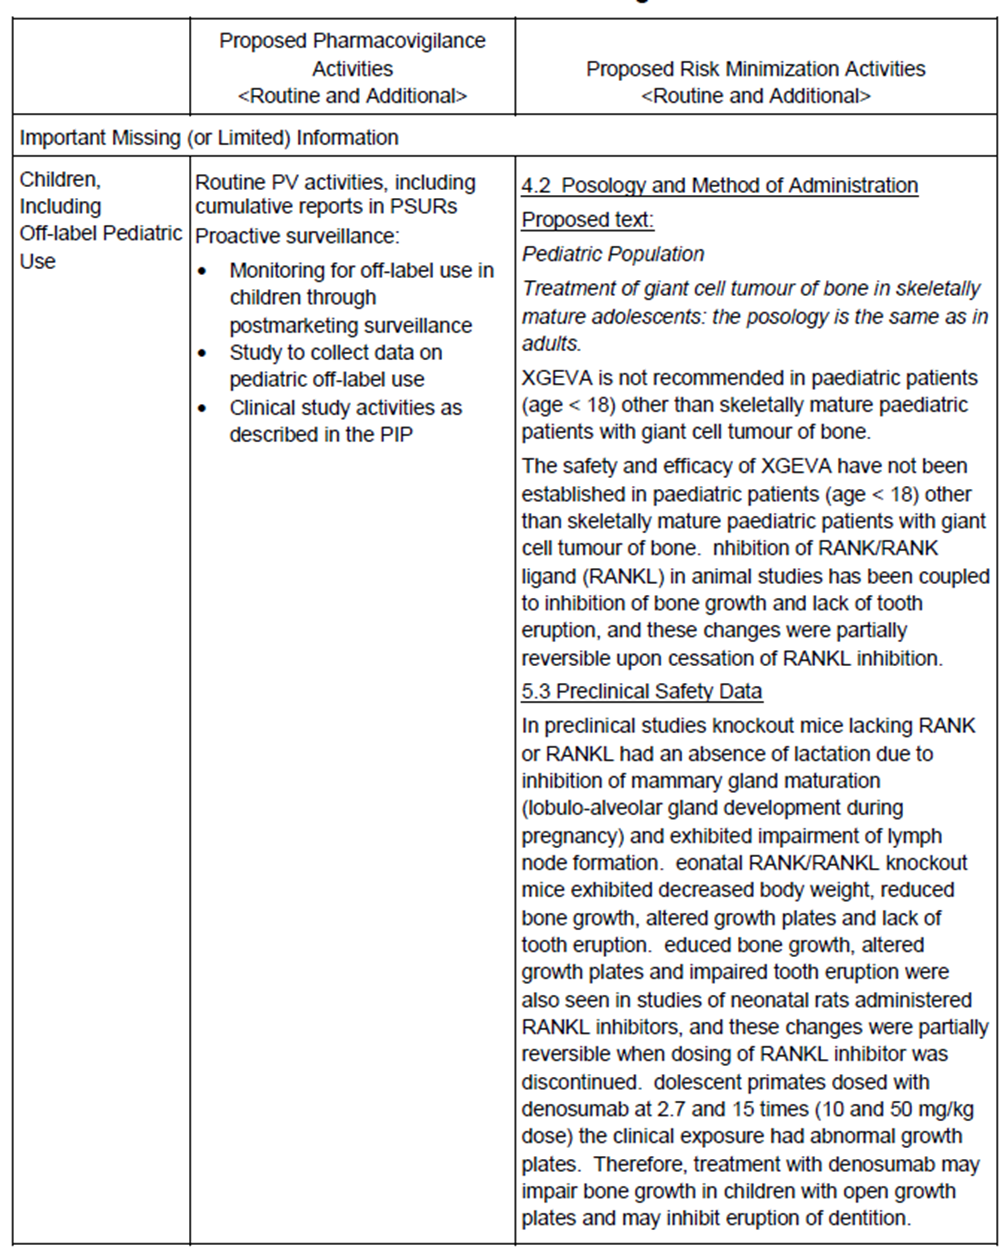 Proposed Pharmacovigilance
Activities
<Routine and Additional>
Proposed Risk Minimization Activities
<Routine and Additional>
Important Missing (or Limited) Information
Children,
Including
Off-label Pediatric
Use
Routine PV activities, including
cumulative reports in PSURs
Proactive surveillance:
• Monitoring for off-label use in
children through
postmarketing surveillance
• Study to collect data on
pediatric off-label use
• Clinical study activities as
described in the PIP
4.2 Posology and Method of Administration
Proposed text:
Pediatric Population
Treatment of giant cell tumour of bone in skeletally
mature adolescents: the posology is the same as in
adults.
XGEVA is not recommended in paediatric patients
(age < 18) other than skeletally mature paediatric
patients with giant cell tumour of bone.
The safety and efficacy of XGEVA have not been
established in paediatric patients (age < 18) other
than skeletally mature paediatric patients with giant
cell tumour of bone. nhibition of RANK/RANK
ligand (RANKL) in animal studies has been coupled
to inhibition of bone growth and lack of tooth
eruption, and these changes were partially
reversible upon cessation of RANKL inhibition.
5.3 Preclinical Safety Data
In preclinical studies knockout mice lacking RANK
or RANKL had an absence of lactation due to
inhibition of mammary gland maturation
(lobulo-alveolar gland development during
pregnancy) and exhibited impairment of lymph
node formation. eonatal RANK/RANKL knockout
mice exhibited decreased body weight, reduced
bone growth, altered growth plates and lack of
tooth eruption. educed bone growth, altered
growth plates and impaired tooth eruption were
also seen in studies of neonatal rats administered
RANKL inhibitors, and these changes were partially
reversible when dosing of RANKL inhibitor was
discontinued. dolescent primates dosed with
denosumab at 2.7 and 15 times (10 and 50 mg/kg
dose) the clinical exposure had abnormal growth
plates. Therefore, treatment with denosumab may
impair bone growth in children with open growth
plates and may inhibit eruption of dentition.